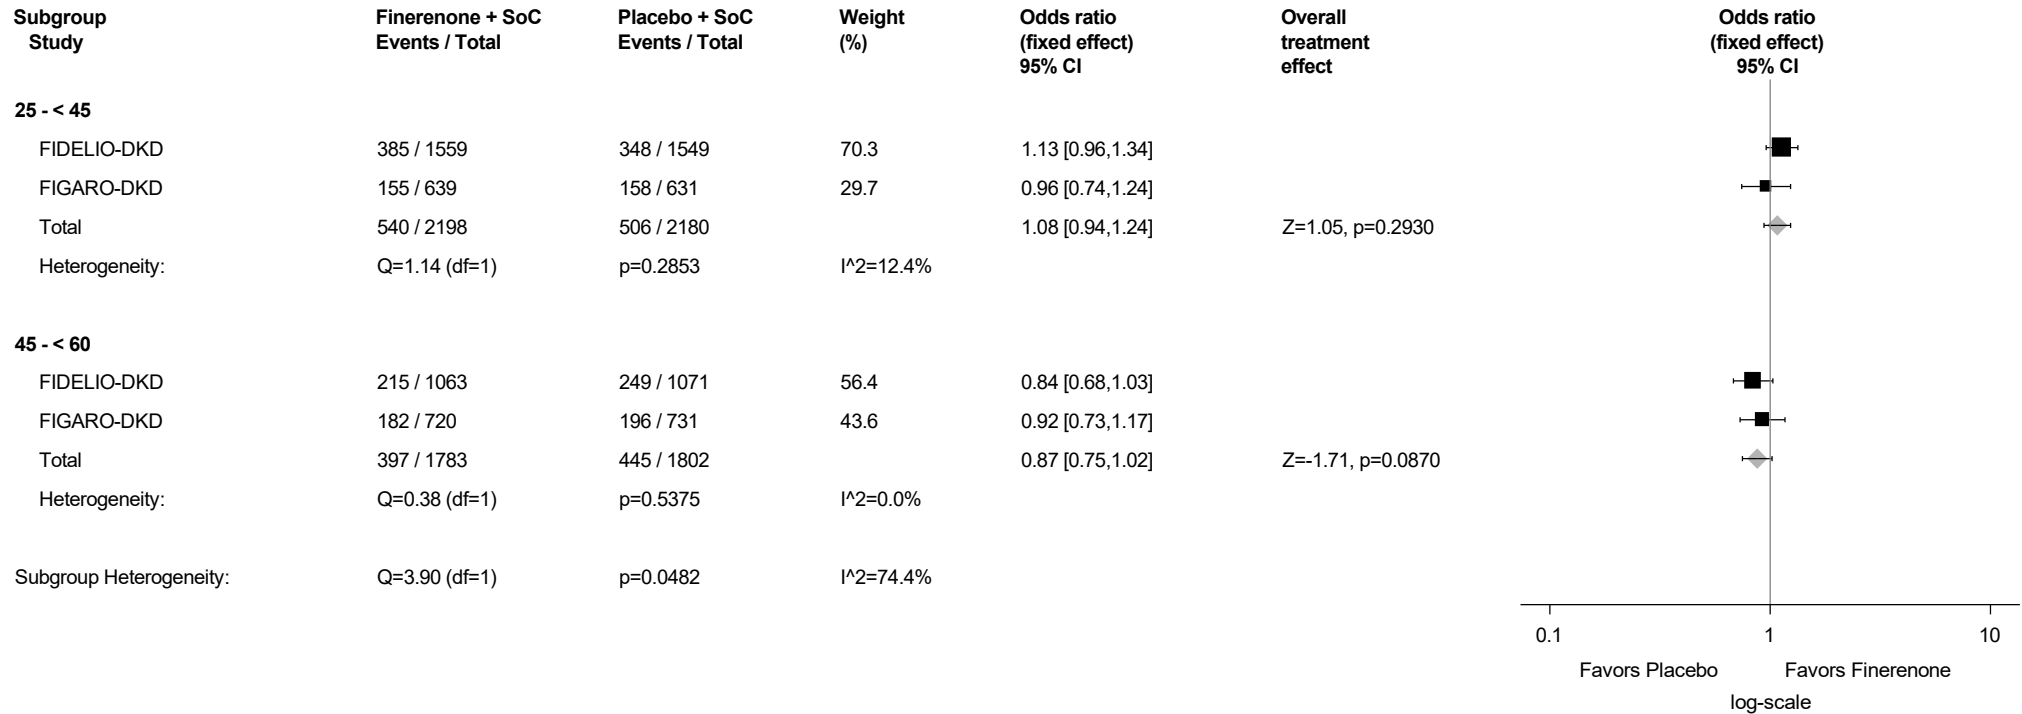 Subgroup Finerenone + SoC Placebo + SoC Weight Odds ratio Overall Odds ratio
Study Events / Total Events / Total (%) (fixed effect) treatment (fixed effect)
95% CI effect 95% CI
25 - < 45
FIDELIO-DKD 385 / 1559 348 / 1549 70.3 1.13 [0.96,1.34]
FIGARO-DKD 155 / 639 158 / 631 29.7 0.96 [0.74,1.24]
Total 540 / 2198 506 / 2180 1.08 [0.94,1.24] Z=1.05, p=0.2930
Heterogeneity: Q=1.14 (df=1) p=0.2853 I^2=12.4%
45 - < 60
FIDELIO-DKD 215 / 1063 249 / 1071 56.4 0.84 [0.68,1.03]
FIGARO-DKD 182 / 720 196 / 731 43.6 0.92 [0.73,1.17]
Total 397 / 1783 445 / 1802 0.87 [0.75,1.02] Z=-1.71, p=0.0870
Heterogeneity: Q=0.38 (df=1) p=0.5375 I^2=0.0%
Subgroup Heterogeneity: Q=3.90 (df=1) p=0.0482 I^2=74.4%
0.1 1 10
Favors Placebo Favors Finerenone
log-scale